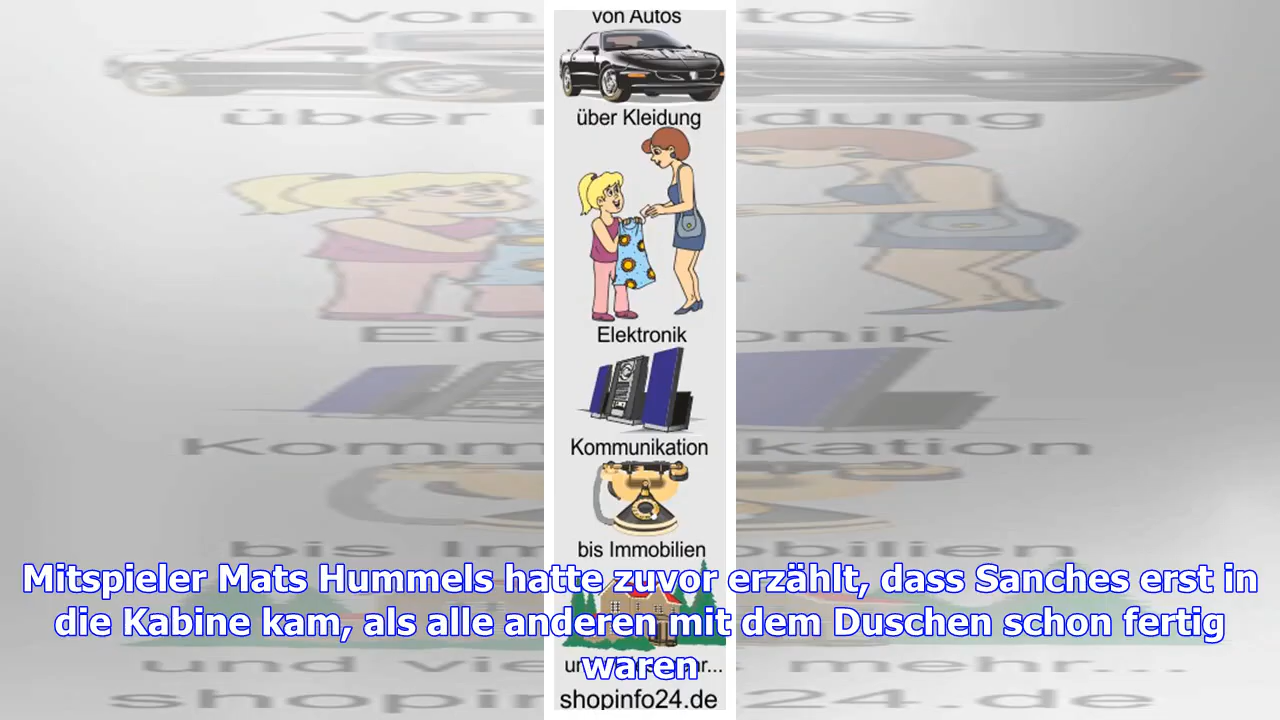 von Autos
über Kleidung
Elektronik
Kommunikation
bis Immobilien
Mitspieler Mats Hummels hatte zuvor erzählt, dass Sanches erst in
die Kabine kam, als alle anderen mit dem Duschen schon fertig
waren
shopinfo24.de